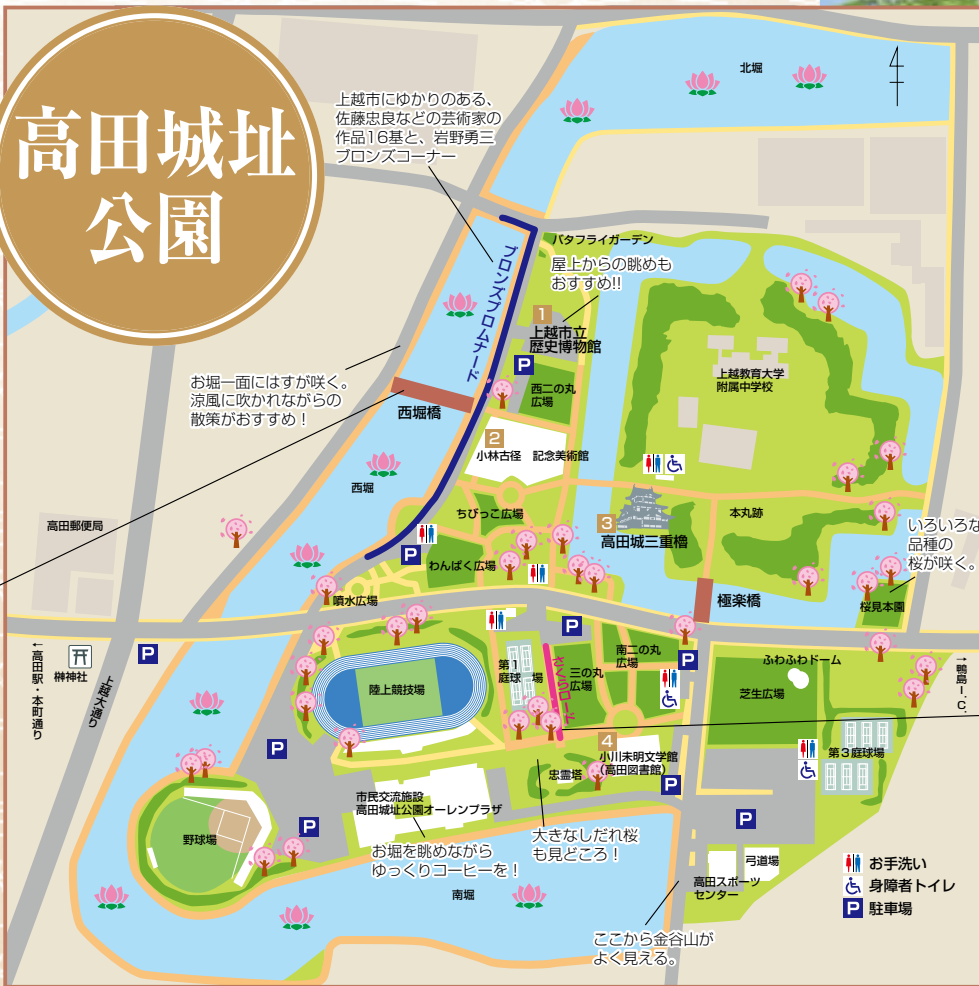 高田城址
公園
北堀
上越市にゆかりのある、
佐藤忠良などの芸術家の
作品16基と、岩野勇三
ブロンズコーナー
バタフライガーデン
屋上からの眺めも
おすすめ!!
ブロンズプロムナード
1
上越市立
歴史博物館
P
西二の丸
広場
上越教育大学
附属中学校
お堀一面にはすが咲く。
涼風に吹かれながらの
散策がおすすめ！
西堀橋
2
小林古径　記念美術館
西堀
ちびっこ広場
3
高田城三重櫓
本丸跡
高田郵便局
P
わんぱく広場
いろいろな
品種の
桜が咲く。
噴水広場
極楽橋
桜見本園
P
←高田駅・本町通り
榊神社
P
上越大通り
陸上競技場
第1
庭球場
さくらロード
三の丸
広場
南二の丸
広場
P
ふわふわドーム
芝生広場
→鴨島I.C.
P
4
小川未明文学館
(高田図書館)
第3庭球場
忠霊塔
P
市民交流施設
高田城址公園オーレンプラザ
野球場
P
P
お堀を眺めながら
ゆっくりコーヒーを！
大きなしだれ桜
も見どころ！
弓道場
高田スポーツ
センター
南堀
ここから金谷山が
よく見える。
お手洗い
身障者トイレ
P 駐車場